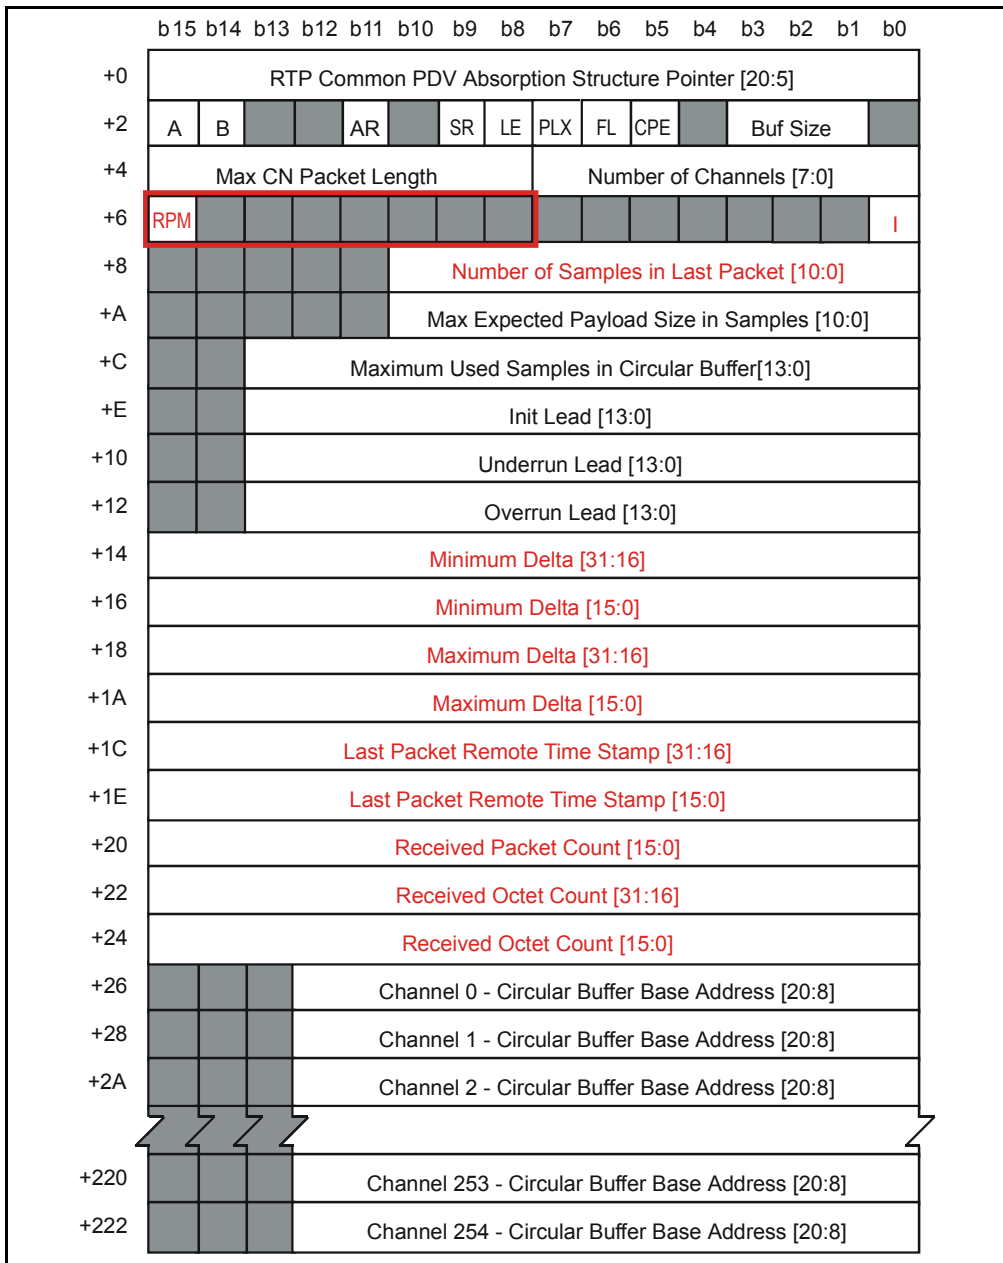 b15 b14 b13 b12 b11 b10 b9 b8 b7 b6 b5 b4 b3 b2 b1 b0
+0 RTP Common PDV Absorption Structure Pointer [20:5]
+2 A B AR SR LE PLX FL CPE Buf Size
+4 Max CN Packet Length Number of Channels [7:0]
+6 RPM I
+8 Number of Samples in Last Packet [10:0]
+A Max Expected Payload Size in Samples [10:0]
+C Maximum Used Samples in Circular Buffer[13:0]
+E Init Lead [13:0]
+10 Underrun Lead [13:0]
+12 Overrun Lead [13:0]
+14 Minimum Delta [31:16]
+16 Minimum Delta [15:0]
+18 Maximum Delta [31:16]
+1A Maximum Delta [15:0]
+1C Last Packet Remote Time Stamp [31:16]
+1E Last Packet Remote Time Stamp [15:0]
+20 Received Packet Count [15:0]
+22 Received Octet Count [31:16]
+24 Received Octet Count [15:0]
+26 Channel 0 - Circular Buffer Base Address [20:8]
+28 Channel 1 - Circular Buffer Base Address [20:8]
+2A Channel 2 - Circular Buffer Base Address [20:8]
+220 Channel 253 - Circular Buffer Base Address [20:8]
+222 Channel 254 - Circular Buffer Base Address [20:8]